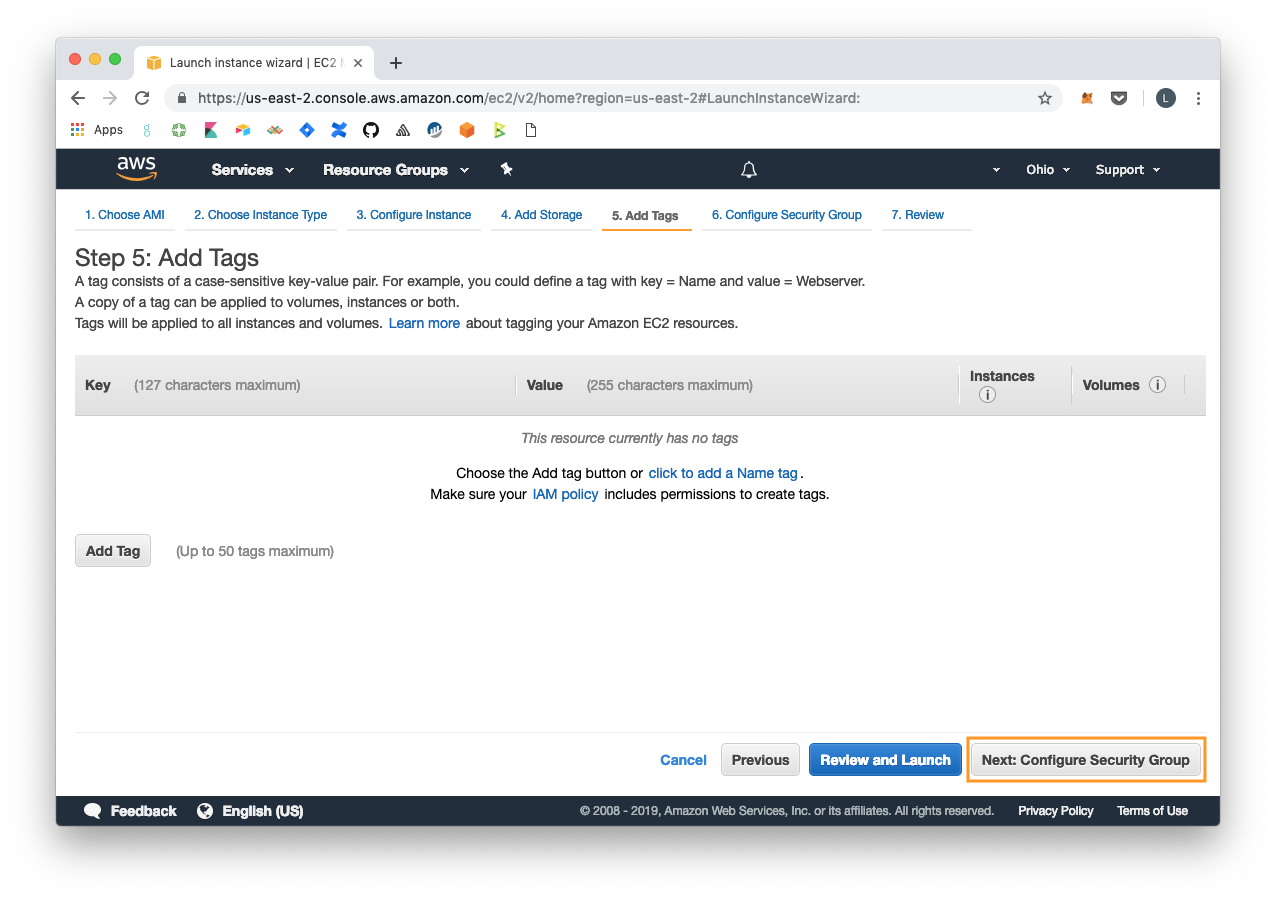 Launch instance wizard | EC2 M
https://us-east-2.console.aws.amazon.com/ec2/v2/home?region=us-east-2#LaunchInstanceWizard:
L
Apps
aws
Services
Resource Groups
Ohio
Support
1. Choose AMI
2. Choose Instance Type
3. Configure Instance
4. Add Storage
5. Add Tags
6. Configure Security Group
7. Review
Step 5: Add Tags
A tag consists of a case-sensitive key-value pair. For example, you could define a tag with key = Name and value = Webserver.
A copy of a tag can be applied to volumes, instances or both.
Tags will be applied to all instances and volumes. Learn more about tagging your Amazon EC2 resources.
Key (127 characters maximum)
Value (255 characters maximum)
Instances
Volumes
This resource currently has no tags
Choose the Add tag button or click to add a Name tag.
Make sure your IAM policy includes permissions to create tags.
Add Tag
(Up to 50 tags maximum)
Cancel
Previous
Review and Launch
Next: Configure Security Group
Feedback
English (US)
© 2008 - 2019, Amazon Web Services, Inc. or its affiliates. All rights reserved.
Privacy Policy
Terms of Use